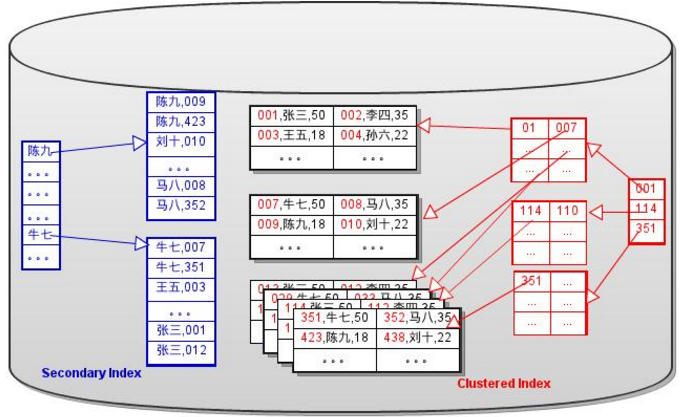 陈九
。。。
。。。
。。。
牛七
。。。
陈九,009
陈九,423
刘十,010
。。。
马八,008
马八,352
牛七,007
牛七,351
王五,003
。。。
张三,001
张三,012
Secondary Index
001,张三,50 002,李四,35
003,王五,18 004,孙六,22
。。。 。。。
007,牛七,50 008,马八,35
009,陈九,18 010,刘十,22
。。。 。。。
351,牛七,50 352,马八,35
423,陈九,18 438,刘十,22
。。。 。。。
01 007
... ...
... ...
114 110
... ...
... ...
351 ...
... ...
... ...
001
114
351
Clustered Index